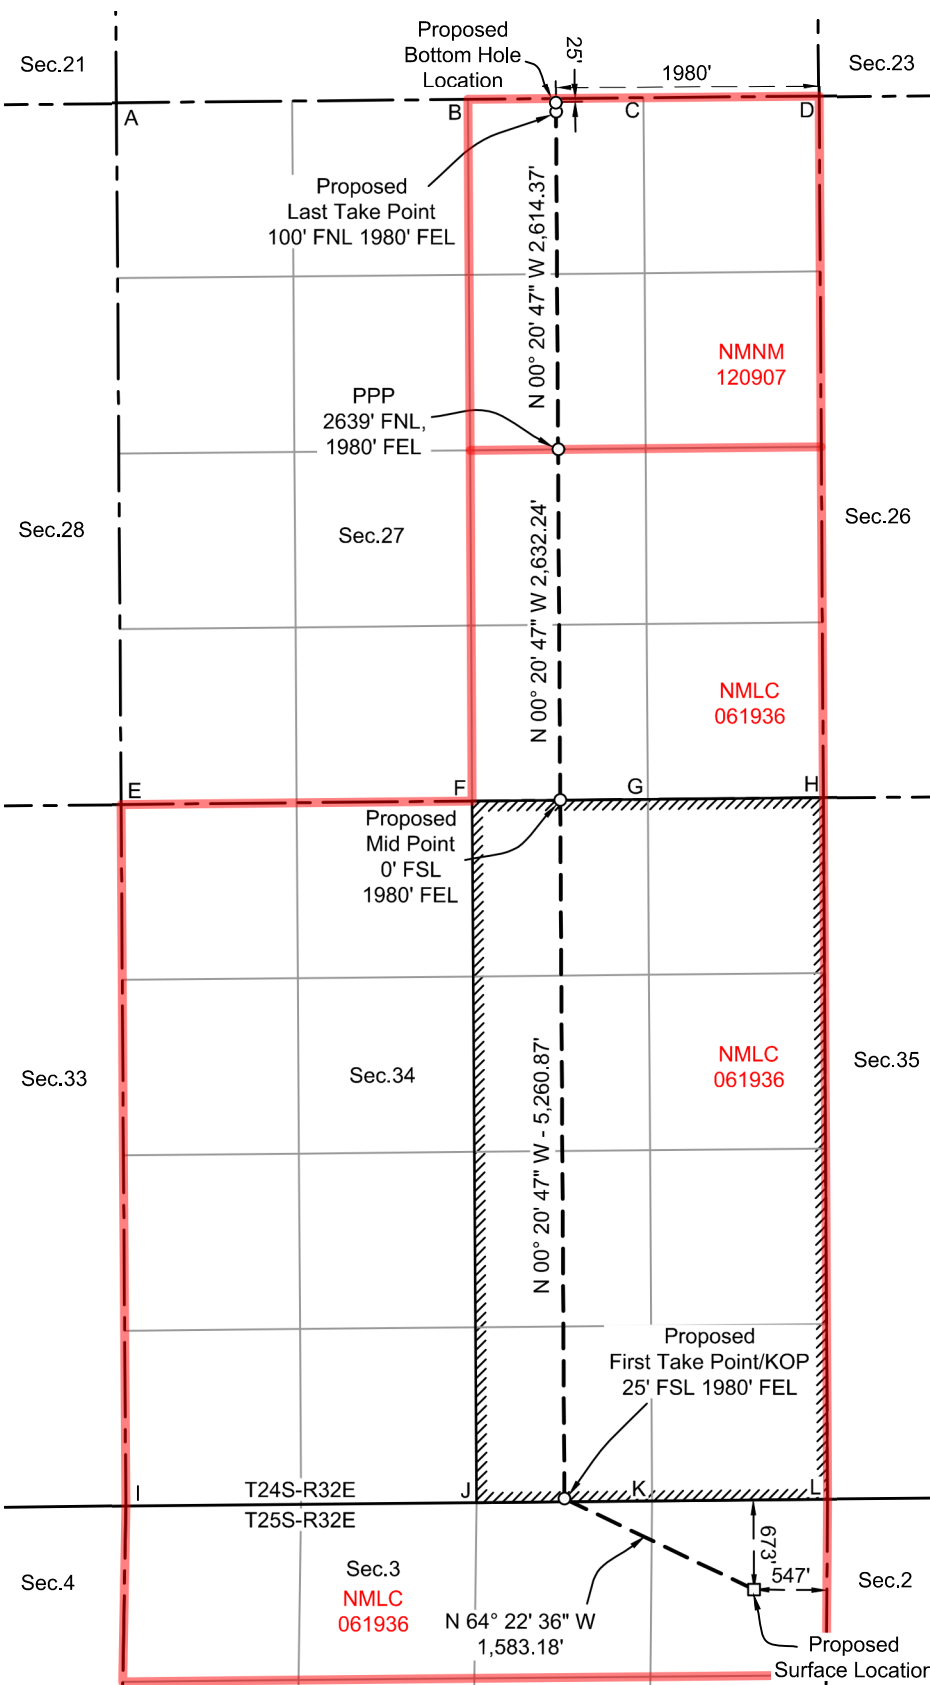 Proposed
Bottom Hole
Location
25'
1980'
Sec.21
Sec.23
A
B
C
D
Proposed
Last Take Point
100' FNL 1980' FEL
N 00° 20' 47" W 2,614.37'
NMNM
120907
PPP
2639' FNL,
1980' FEL
Sec.28
Sec.27
Sec.26
N 00° 20' 47" W 2,632.24'
NMLC
061936
E
F
G
H
Proposed
Mid Point
0' FSL
1980' FEL
Sec.33
Sec.34
NMLC
061936
Sec.35
N 00° 20' 47" W - 5,260.87'
Proposed
First Take Point/KOP
25' FSL 1980' FEL
I
T24S-R32E
J
K
L
T25S-R32E
673'
547'
Sec.4
Sec.3
NMLC
061936
Sec.2
N 64° 22' 36" W
1,583.18'
Proposed
Surface Location